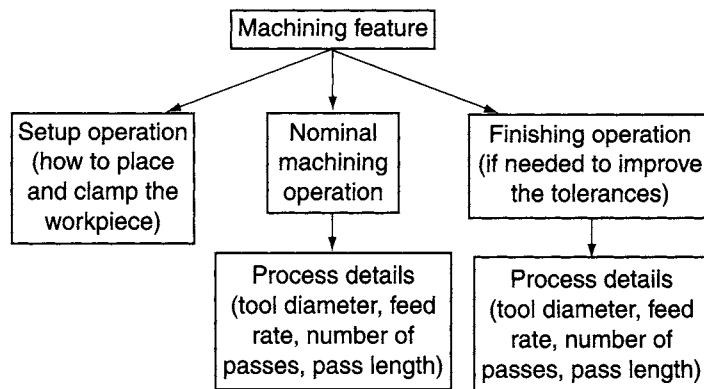 Machining feature
Setup operation
(how to place
and clamp the
workpiece)
Nominal
machining
operation
Finishing operation
(if needed to improve
the tolerances)
Process details
(tool diameter, feed
rate, number of
passes, pass length)
Process details
(tool diameter, feed
rate, number of
passes, pass length)